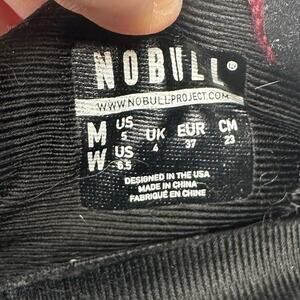 NOBULL®
WWW.NOBULLPROJECT.COM
M US 5 UK 4 EUR 37 CM 23
W US 6.5
DESIGNED IN THE USA
MADE IN CHINA
FABRIQUÉ EN CHINE